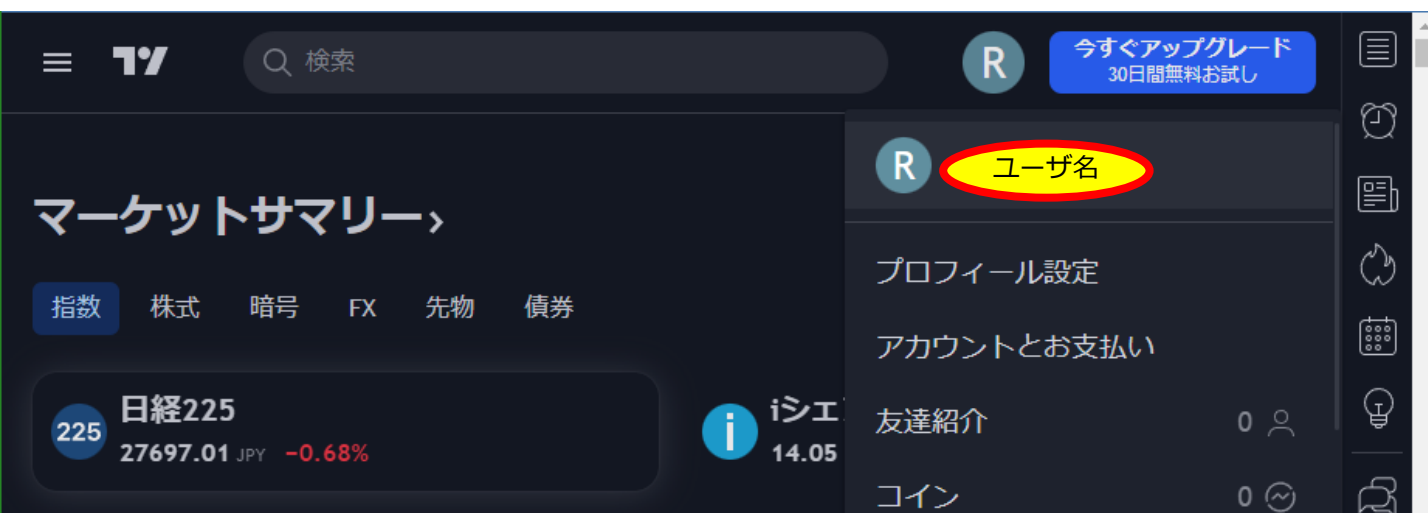 検索
R
今すぐアップグレード
30日間無料お試し
R
ユーザ名
マーケットサマリー
プロフィール設定
指数 株式 暗号 FX 先物 債券
アカウントとお支払い
225
日経225
27697.01 JPY −0.68%
i
iシェ
14.05
友達紹介 0
コイン 0